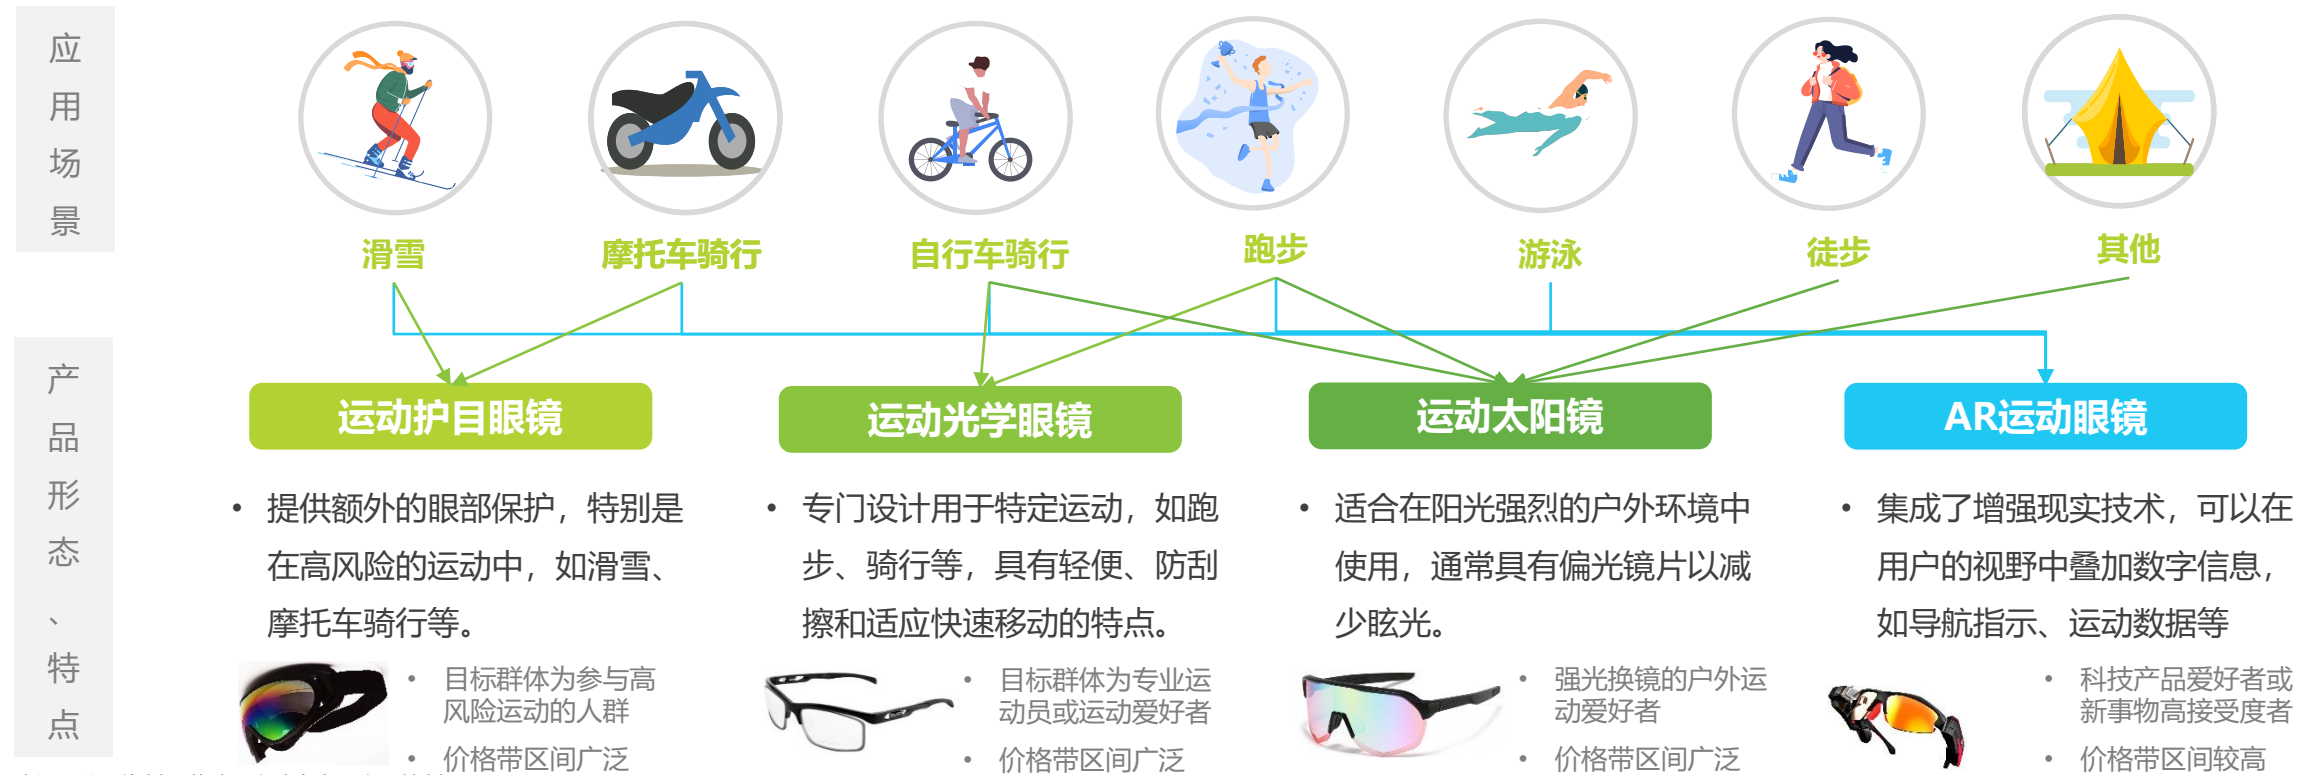 应用场景
滑雪
摩托车骑行
自行车骑行
跑步
游泳
徒步
其他
产品形态、特点
运动护目眼镜
运动光学眼镜
运动太阳镜
AR运动眼镜
• 提供额外的眼部保护，特别是
在高风险的运动中，如滑雪、
摩托车骑行等。
• 专门设计用于特定运动，如跑
步、骑行等，具有轻便、防刮
擦和适应快速移动的特点。
• 适合在阳光强烈的户外环境中
使用，通常具有偏光镜片以减
少眩光。
• 集成了增强现实技术，可以在
用户的视野中叠加数字信息，
如导航指示、运动数据等
• 目标群体为参与高
风险运动的人群
• 价格带区间广泛
• 目标群体为专业运
动员或运动爱好者
• 价格带区间广泛
• 强光换镜的户外运
动爱好者
• 价格带区间广泛
• 科技产品爱好者或
新事物高接受度者
• 价格带区间较高